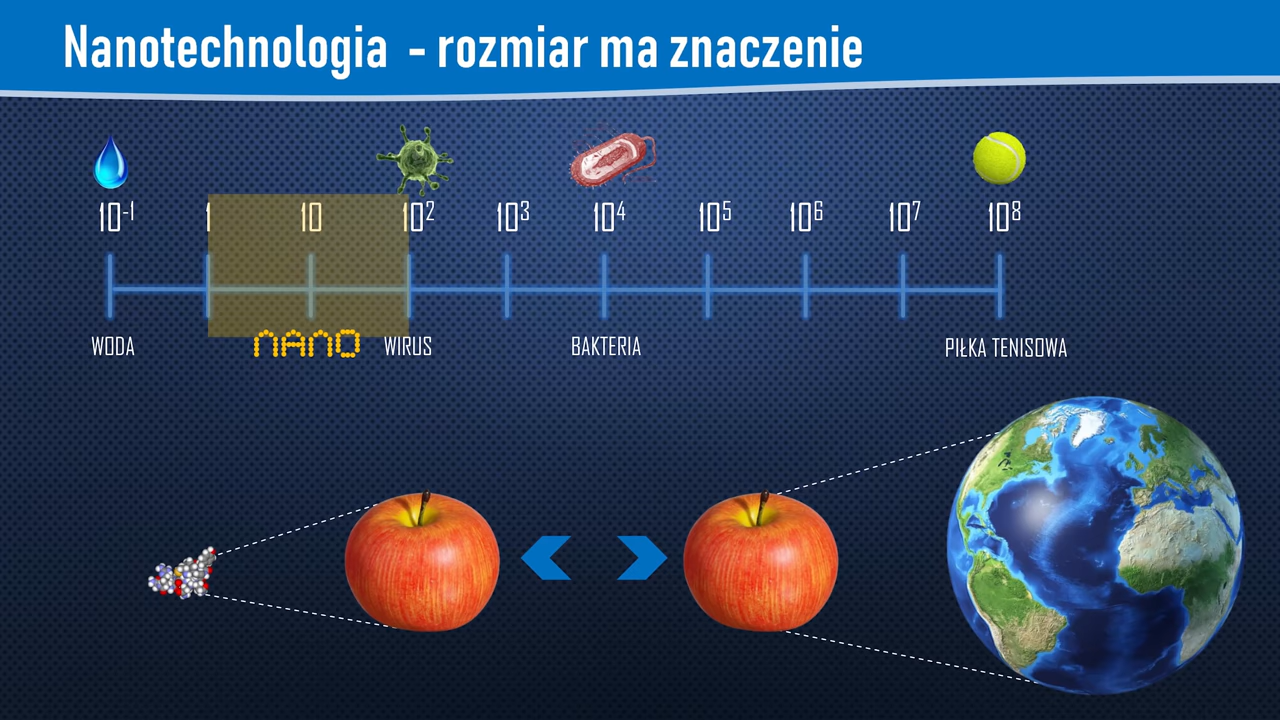 Nanotechnologia - rozmiar ma znaczenie
10⁻¹ 1 10 10² 10³ 10⁴ 10⁵ 10⁶ 10⁷ 10⁸
WODA NANO WIRUS BAKTERIA PIŁKA TENISOWA